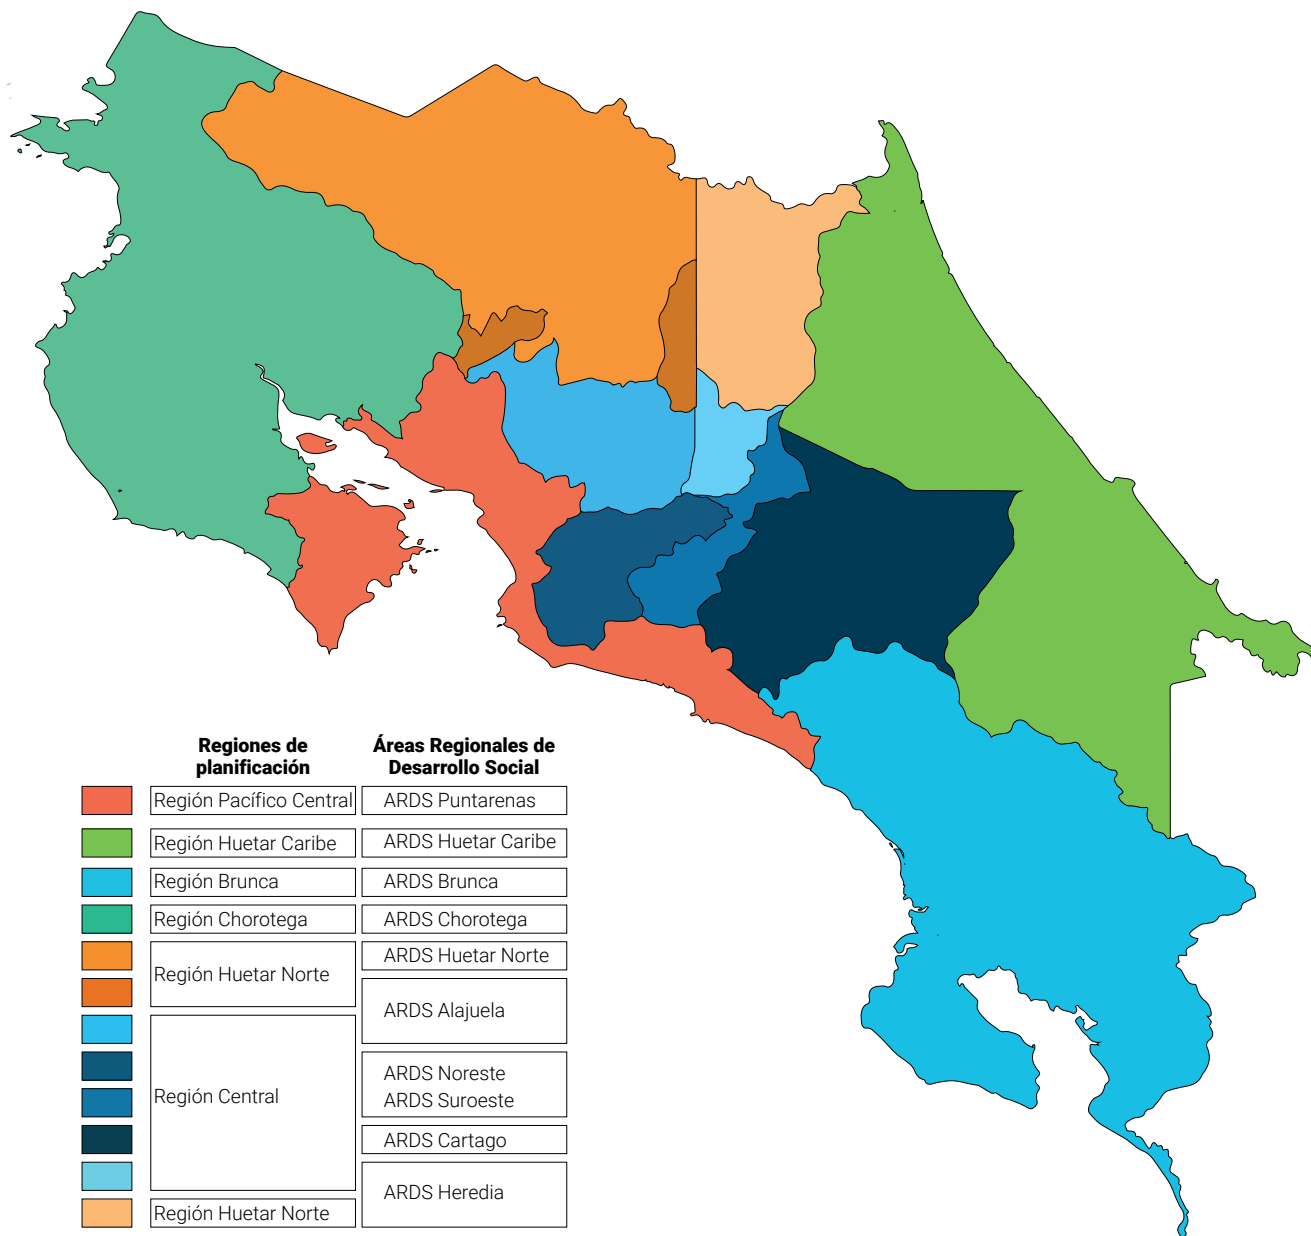 Regiones de
planificación
Áreas Regionales de
Desarrollo Social
Región Pacífico Central
ARDS Puntarenas
Región Huetar Caribe
ARDS Huetar Caribe
Región Brunca
ARDS Brunca
Región Chorotega
ARDS Chorotega
Región Huetar Norte
ARDS Huetar Norte
ARDS Alajuela
Región Central
ARDS Noreste
ARDS Suroeste
ARDS Cartago
ARDS Heredia
Región Huetar Norte